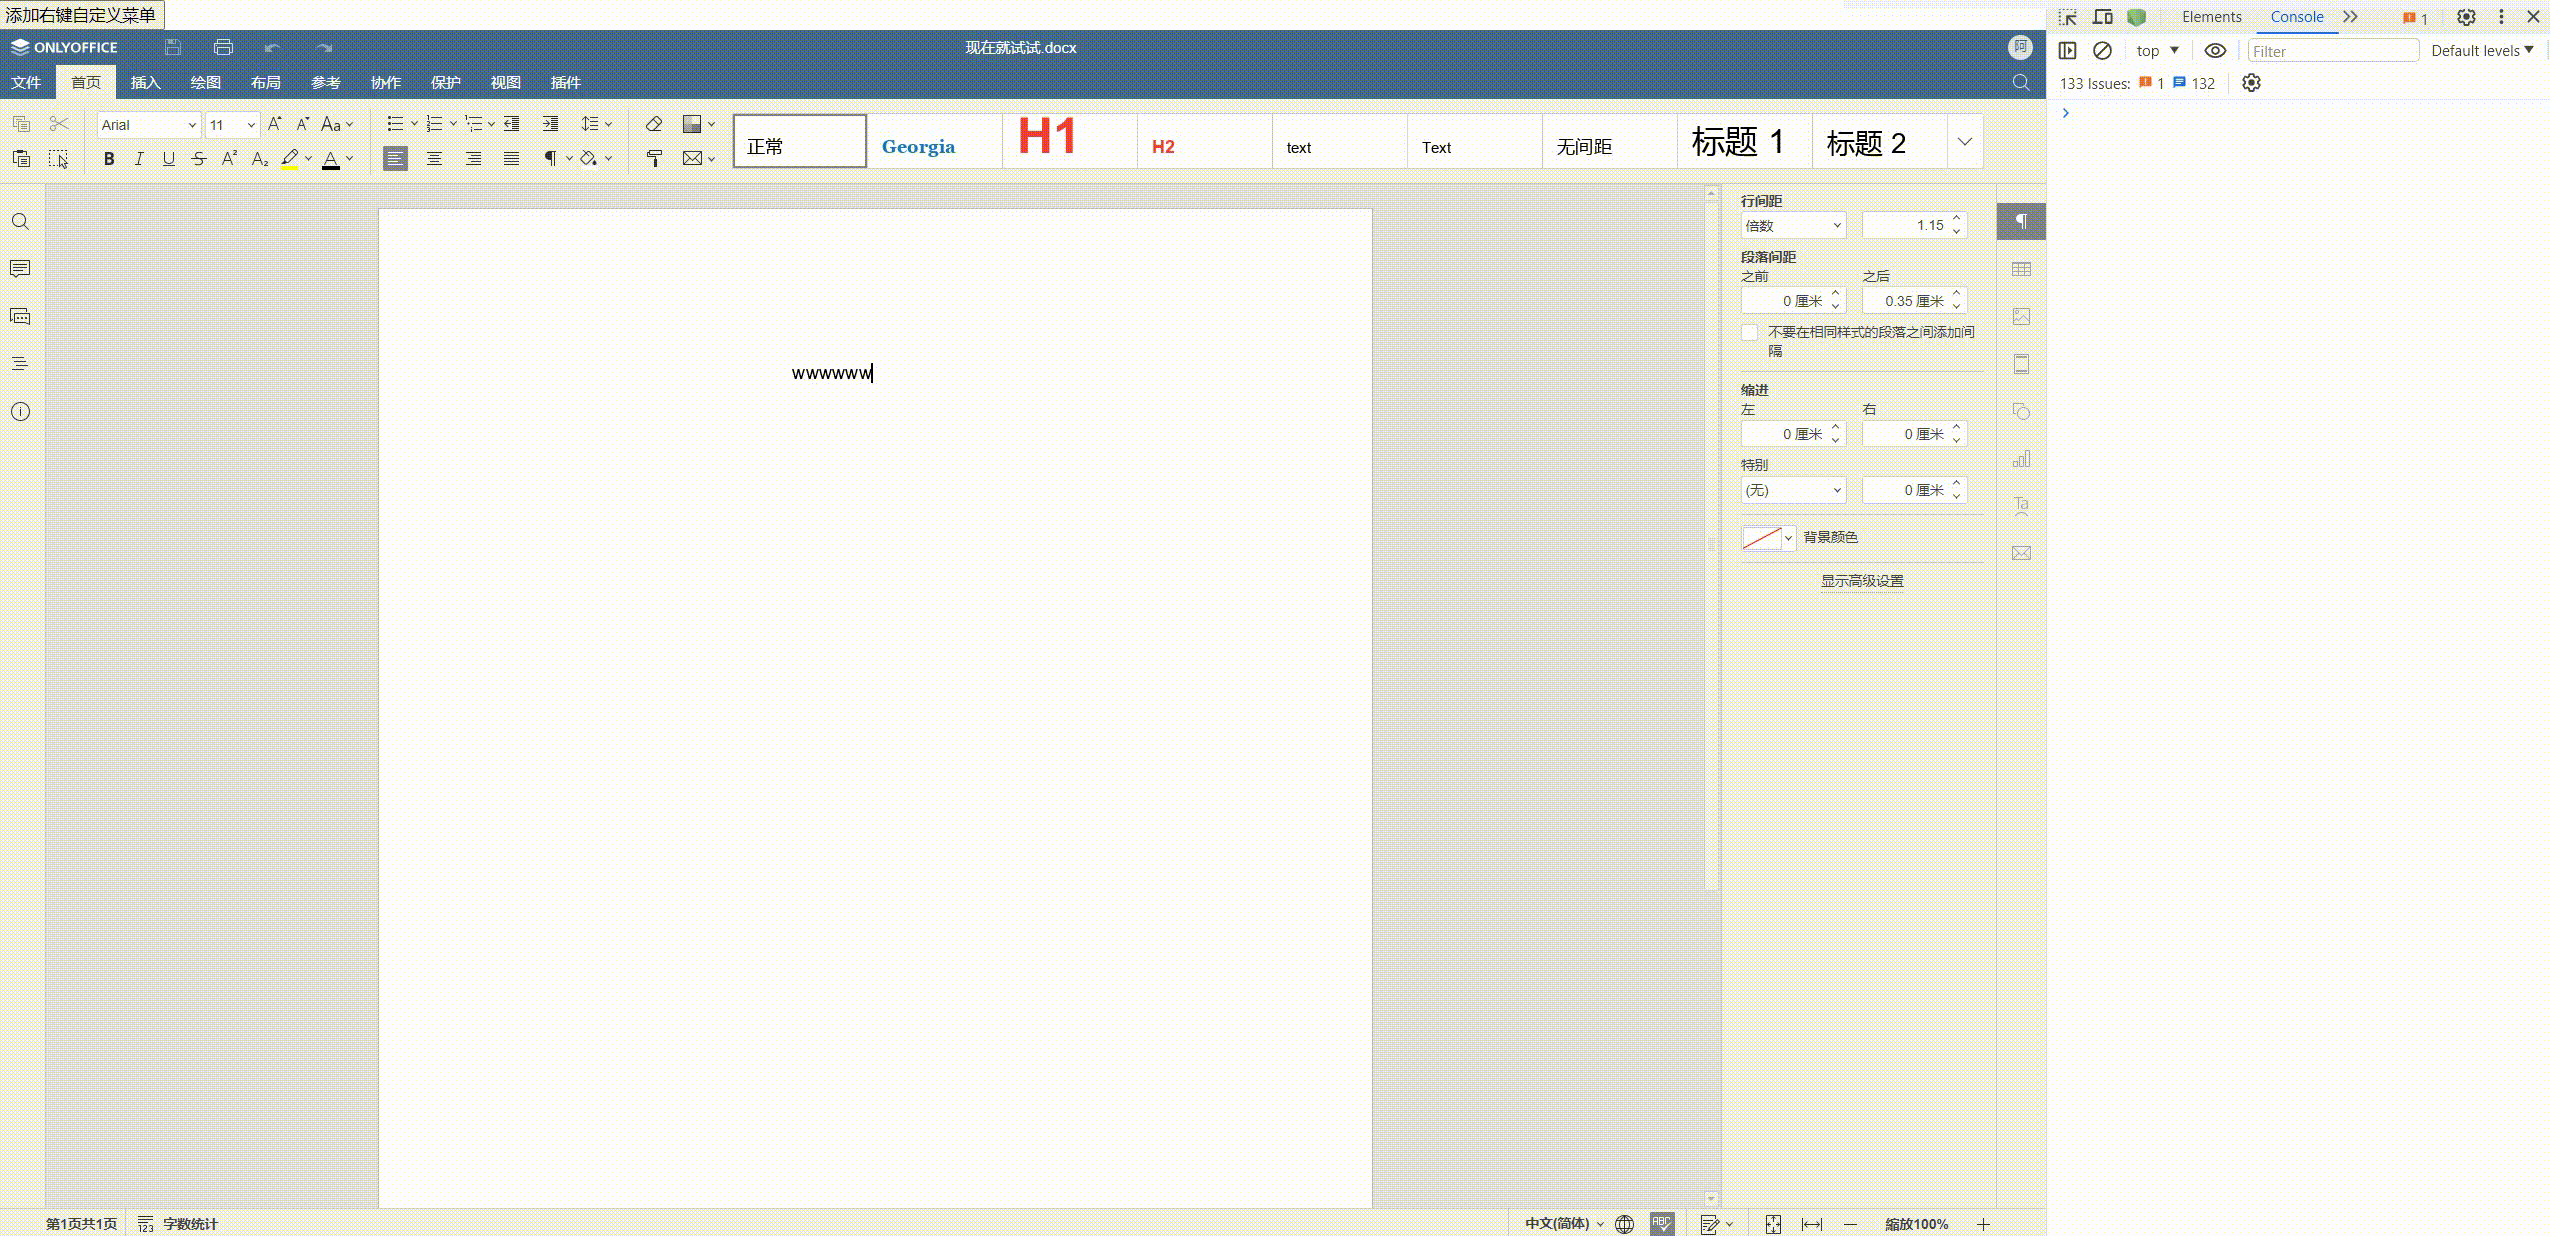 添加右键自定义菜单
ONLYOFFICE
现在就试试.docx
阿
文件 首页 插入 绘图 布局 参考 协作 保护 视图 插件
Arial 11
正常 Georgia H1 H2 text Text 无间距 标题 1 标题 2
行间距
倍数 1.15
段落间距
之前 之后
0 厘米 0.35 厘米
不要在相同样式的段落之间添加间
隔
缩进
左 右
0 厘米 0 厘米
特别
(无) 0 厘米
背景颜色
显示高级设置
wwwwww
第1页共1页 字数统计
中文(简体) 缩放100%
Elements Console 1
top Filter Default levels
133 Issues: 1 132